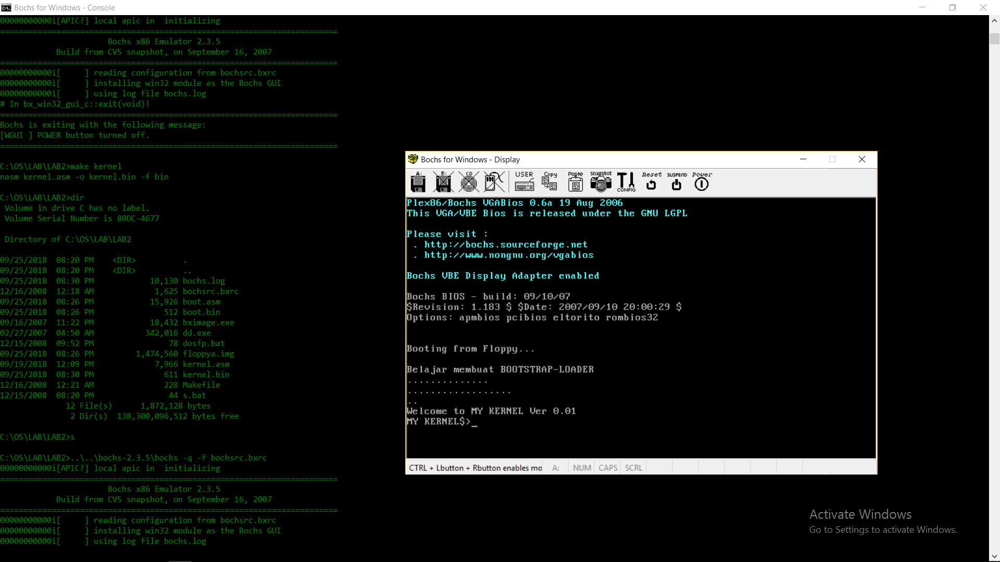 Bochs for Windows - Console
00000000000i[APIC?] local apic in  initializing
========================================================================
                       Bochs x86 Emulator 2.3.5
            Build from CVS snapshot, on September 16, 2007
========================================================================
00000000000i[     ] reading configuration from bochsrc.bxrc
00000000000i[     ] installing win32 module as the Bochs GUI
00000000000i[     ] using log file bochs.log
# In bx_win32_gui_c::exit(void)!
========================================================================
Bochs is exiting with the following message:
[WGUI ] POWER button turned off.
========================================================================
C:\OS\LAB\LAB2>make kernel
nasm kernel.asm -o kernel.bin -f bin
C:\OS\LAB\LAB2>dir
 Volume in drive C has no label.
 Volume Serial Number is 80DC-4677
 Directory of C:\OS\LAB\LAB2
09/25/2018  08:20 PM    <DIR>          .
09/25/2018  08:20 PM    <DIR>          ..
09/25/2018  08:30 PM            10,130 bochs.log
12/16/2008  12:18 AM             1,625 bochsrc.bxrc
09/25/2018  08:26 PM            15,926 boot.asm
09/25/2018  08:26 PM               512 boot.bin
09/16/2007  11:22 PM            18,432 bximage.exe
02/27/2007  04:50 AM           342,016 dd.exe
12/15/2008  09:52 PM                78 dosfp.bat
09/25/2018  08:26 PM         1,474,560 floppya.img
09/19/2018  12:09 PM             7,966 kernel.asm
09/25/2018  08:30 PM               611 kernel.bin
12/16/2008  12:21 AM               228 Makefile
12/15/2008  08:20 PM                44 s.bat
              12 File(s)      1,872,128 bytes
               2 Dir(s)  138,300,096,512 bytes free
C:\OS\LAB\LAB2>s
C:\OS\LAB\LAB2>..\..\bochs-2.3.5\bochs -q -f bochsrc.bxrc
00000000000i[APIC?] local apic in  initializing
========================================================================
                       Bochs x86 Emulator 2.3.5
            Build from CVS snapshot, on September 16, 2007
========================================================================
00000000000i[     ] reading configuration from bochsrc.bxrc
00000000000i[     ] installing win32 module as the Bochs GUI
00000000000i[     ] using log file bochs.log
Bochs for Windows - Display
A: B: CD USER Copy Paste snapshot CONFIG Reset SUSPEND Power
Plex86/Bochs VGABios 0.6a 19 Aug 2006
This VGA/VBE Bios is released under the GNU LGPL
Please visit :
 . http://bochs.sourceforge.net
 . http://www.nongnu.org/vgabios
Bochs VBE Display Adapter enabled
Bochs BIOS - build: 09/10/07
$Revision: 1.183 $ $Date: 2007/09/10 20:00:29 $
Options: apmbios pcibios eltorito rombios32
Booting from Floppy...
Belajar membuat BOOTSTRAP-LOADER
..............
..................
..
Welcome to MY KERNEL Ver 0.01
MY KERNEL$>_
CTRL + Lbutton + Rbutton enables mo A: NUM CAPS SCRL
Activate Windows
Go to Settings to activate Windows.